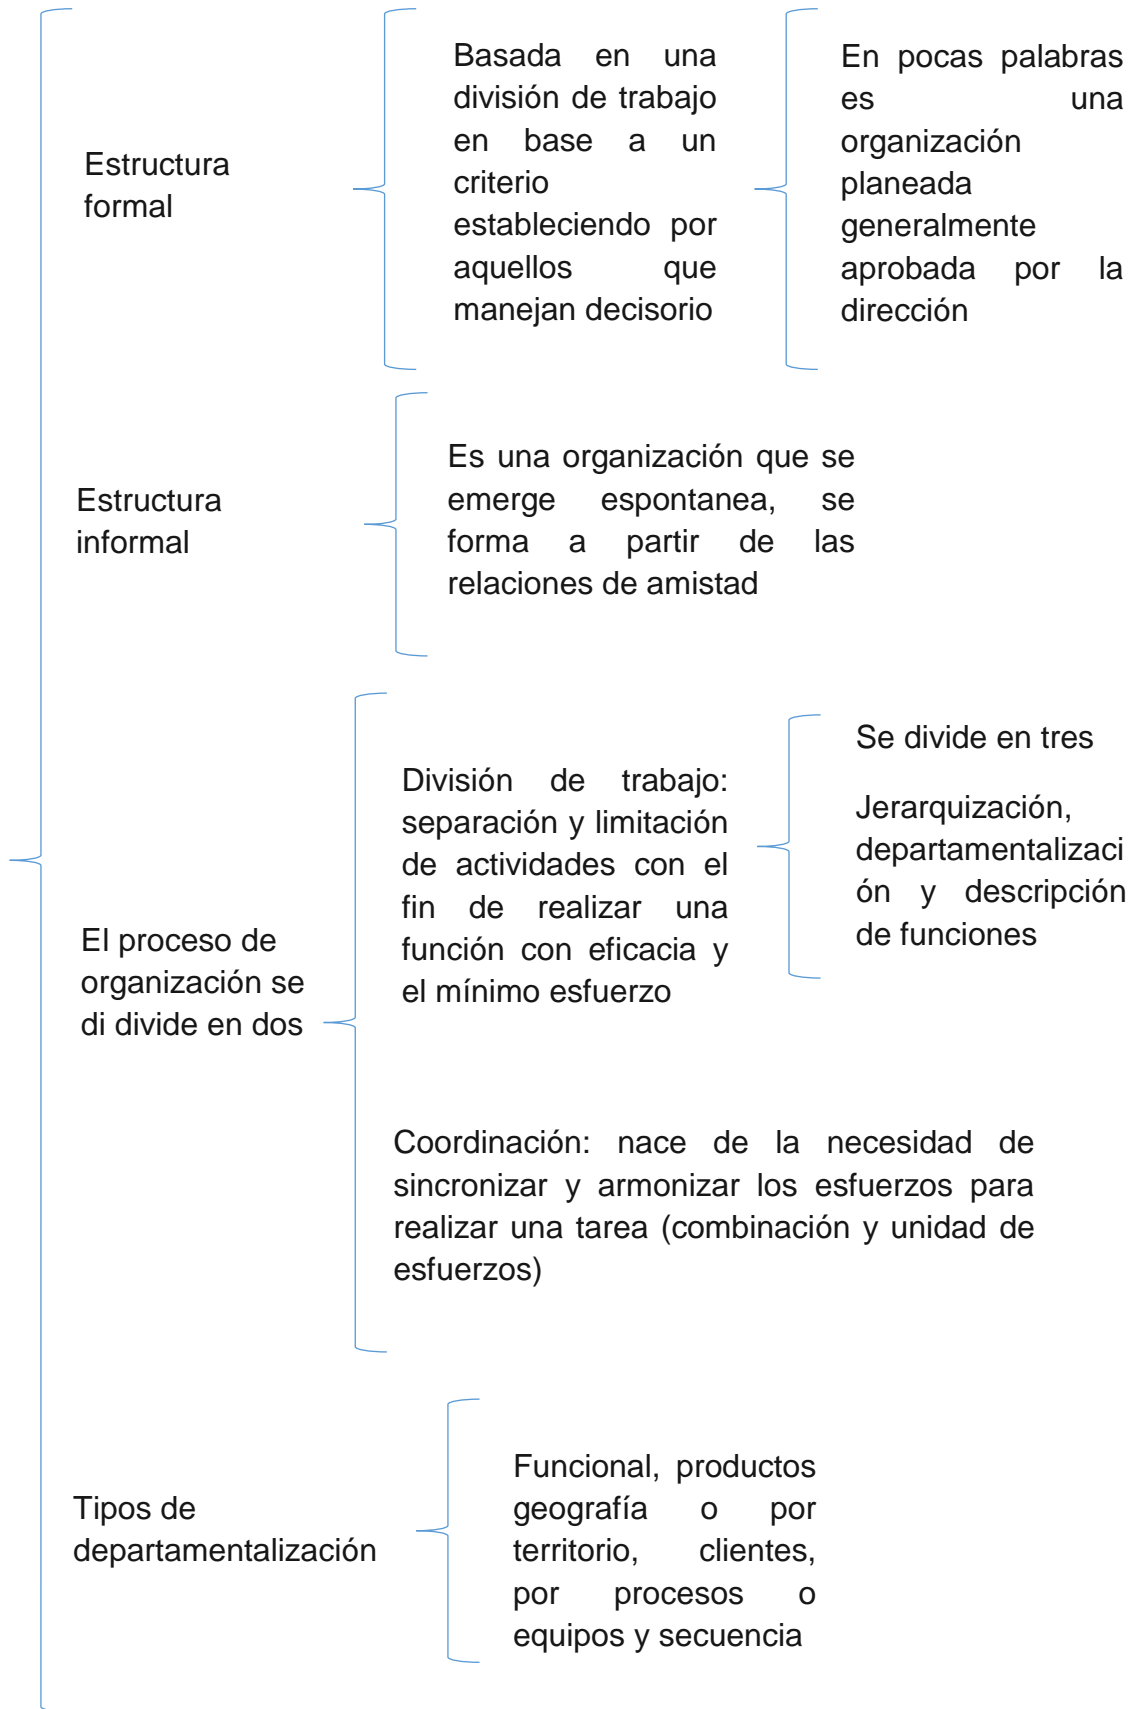 Estructura
formal
Basada en una
división de trabajo
en base a un
criterio
estableciendo por
aquellos que
manejan decisorio
En pocas palabras
es una
organización
planeada
generalmente
aprobada por la
dirección
Estructura
informal
Es una organización que se
emerge espontanea, se
forma a partir de las
relaciones de amistad
El proceso de
organización se
di divide en dos
División de trabajo:
separación y limitación
de actividades con el
fin de realizar una
función con eficacia y
el mínimo esfuerzo
Se divide en tres
Jerarquización,
departamentalizaci
ón y descripción
de funciones
Coordinación: nace de la necesidad de
sincronizar y armonizar los esfuerzos para
realizar una tarea (combinación y unidad de
esfuerzos)
Tipos de
departamentalización
Funcional, productos
geografía o por
territorio, clientes,
por procesos o
equipos y secuencia